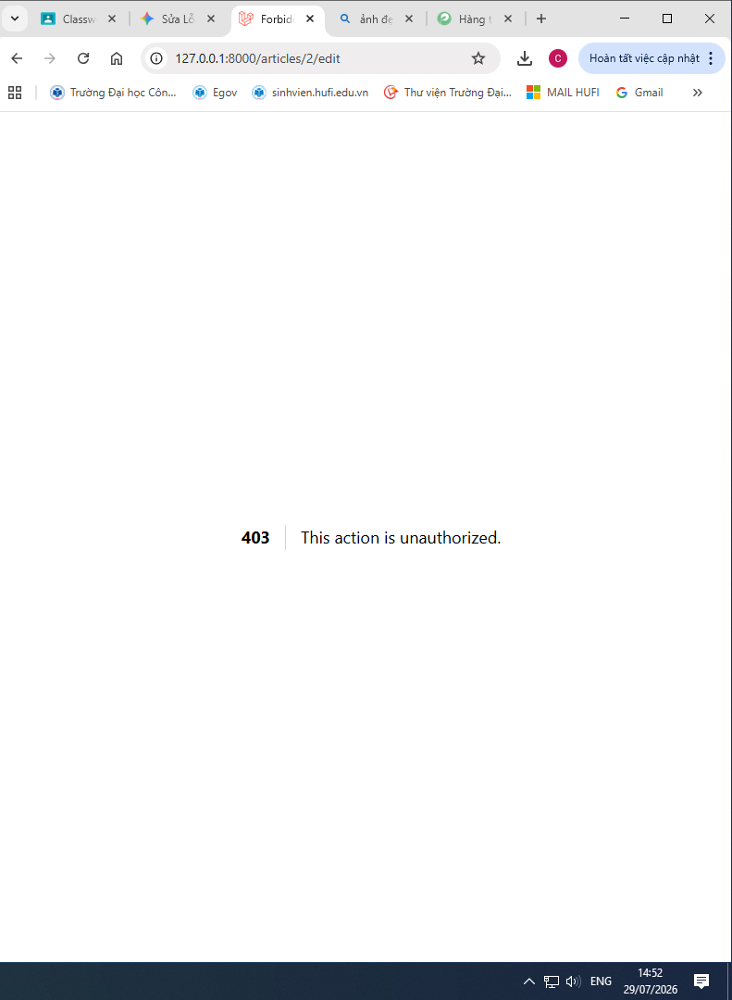 Classw
Sửa Lỗ
Forbid
ảnh đẹ
Hàng t
127.0.0.1:8000/articles/2/edit
C
Hoàn tất việc cập nhật
Trường Đại học Côn...
Egov
sinhvien.hufi.edu.vn
Thư viện Trường Đại...
MAIL HUFI
Gmail
403
This action is unauthorized.
ENG
14:52
29/07/2026